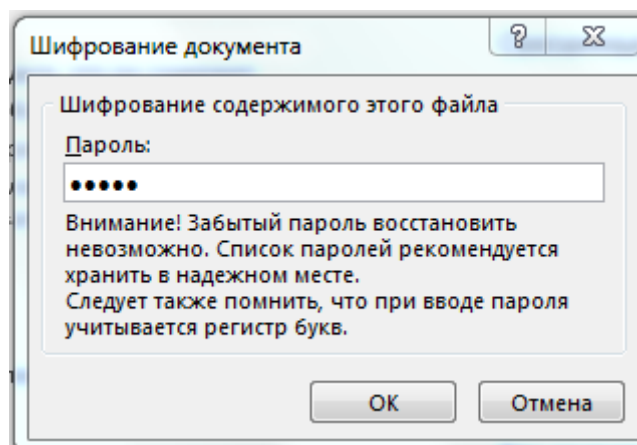 Шифрование документа
Шифрование содержимого этого файла
Пароль:
•••••
Внимание! Забытый пароль восстановить
невозможно. Список паролей рекомендуется
хранить в надежном месте.
Следует также помнить, что при вводе пароля
учитывается регистр букв.
ОК Отмена